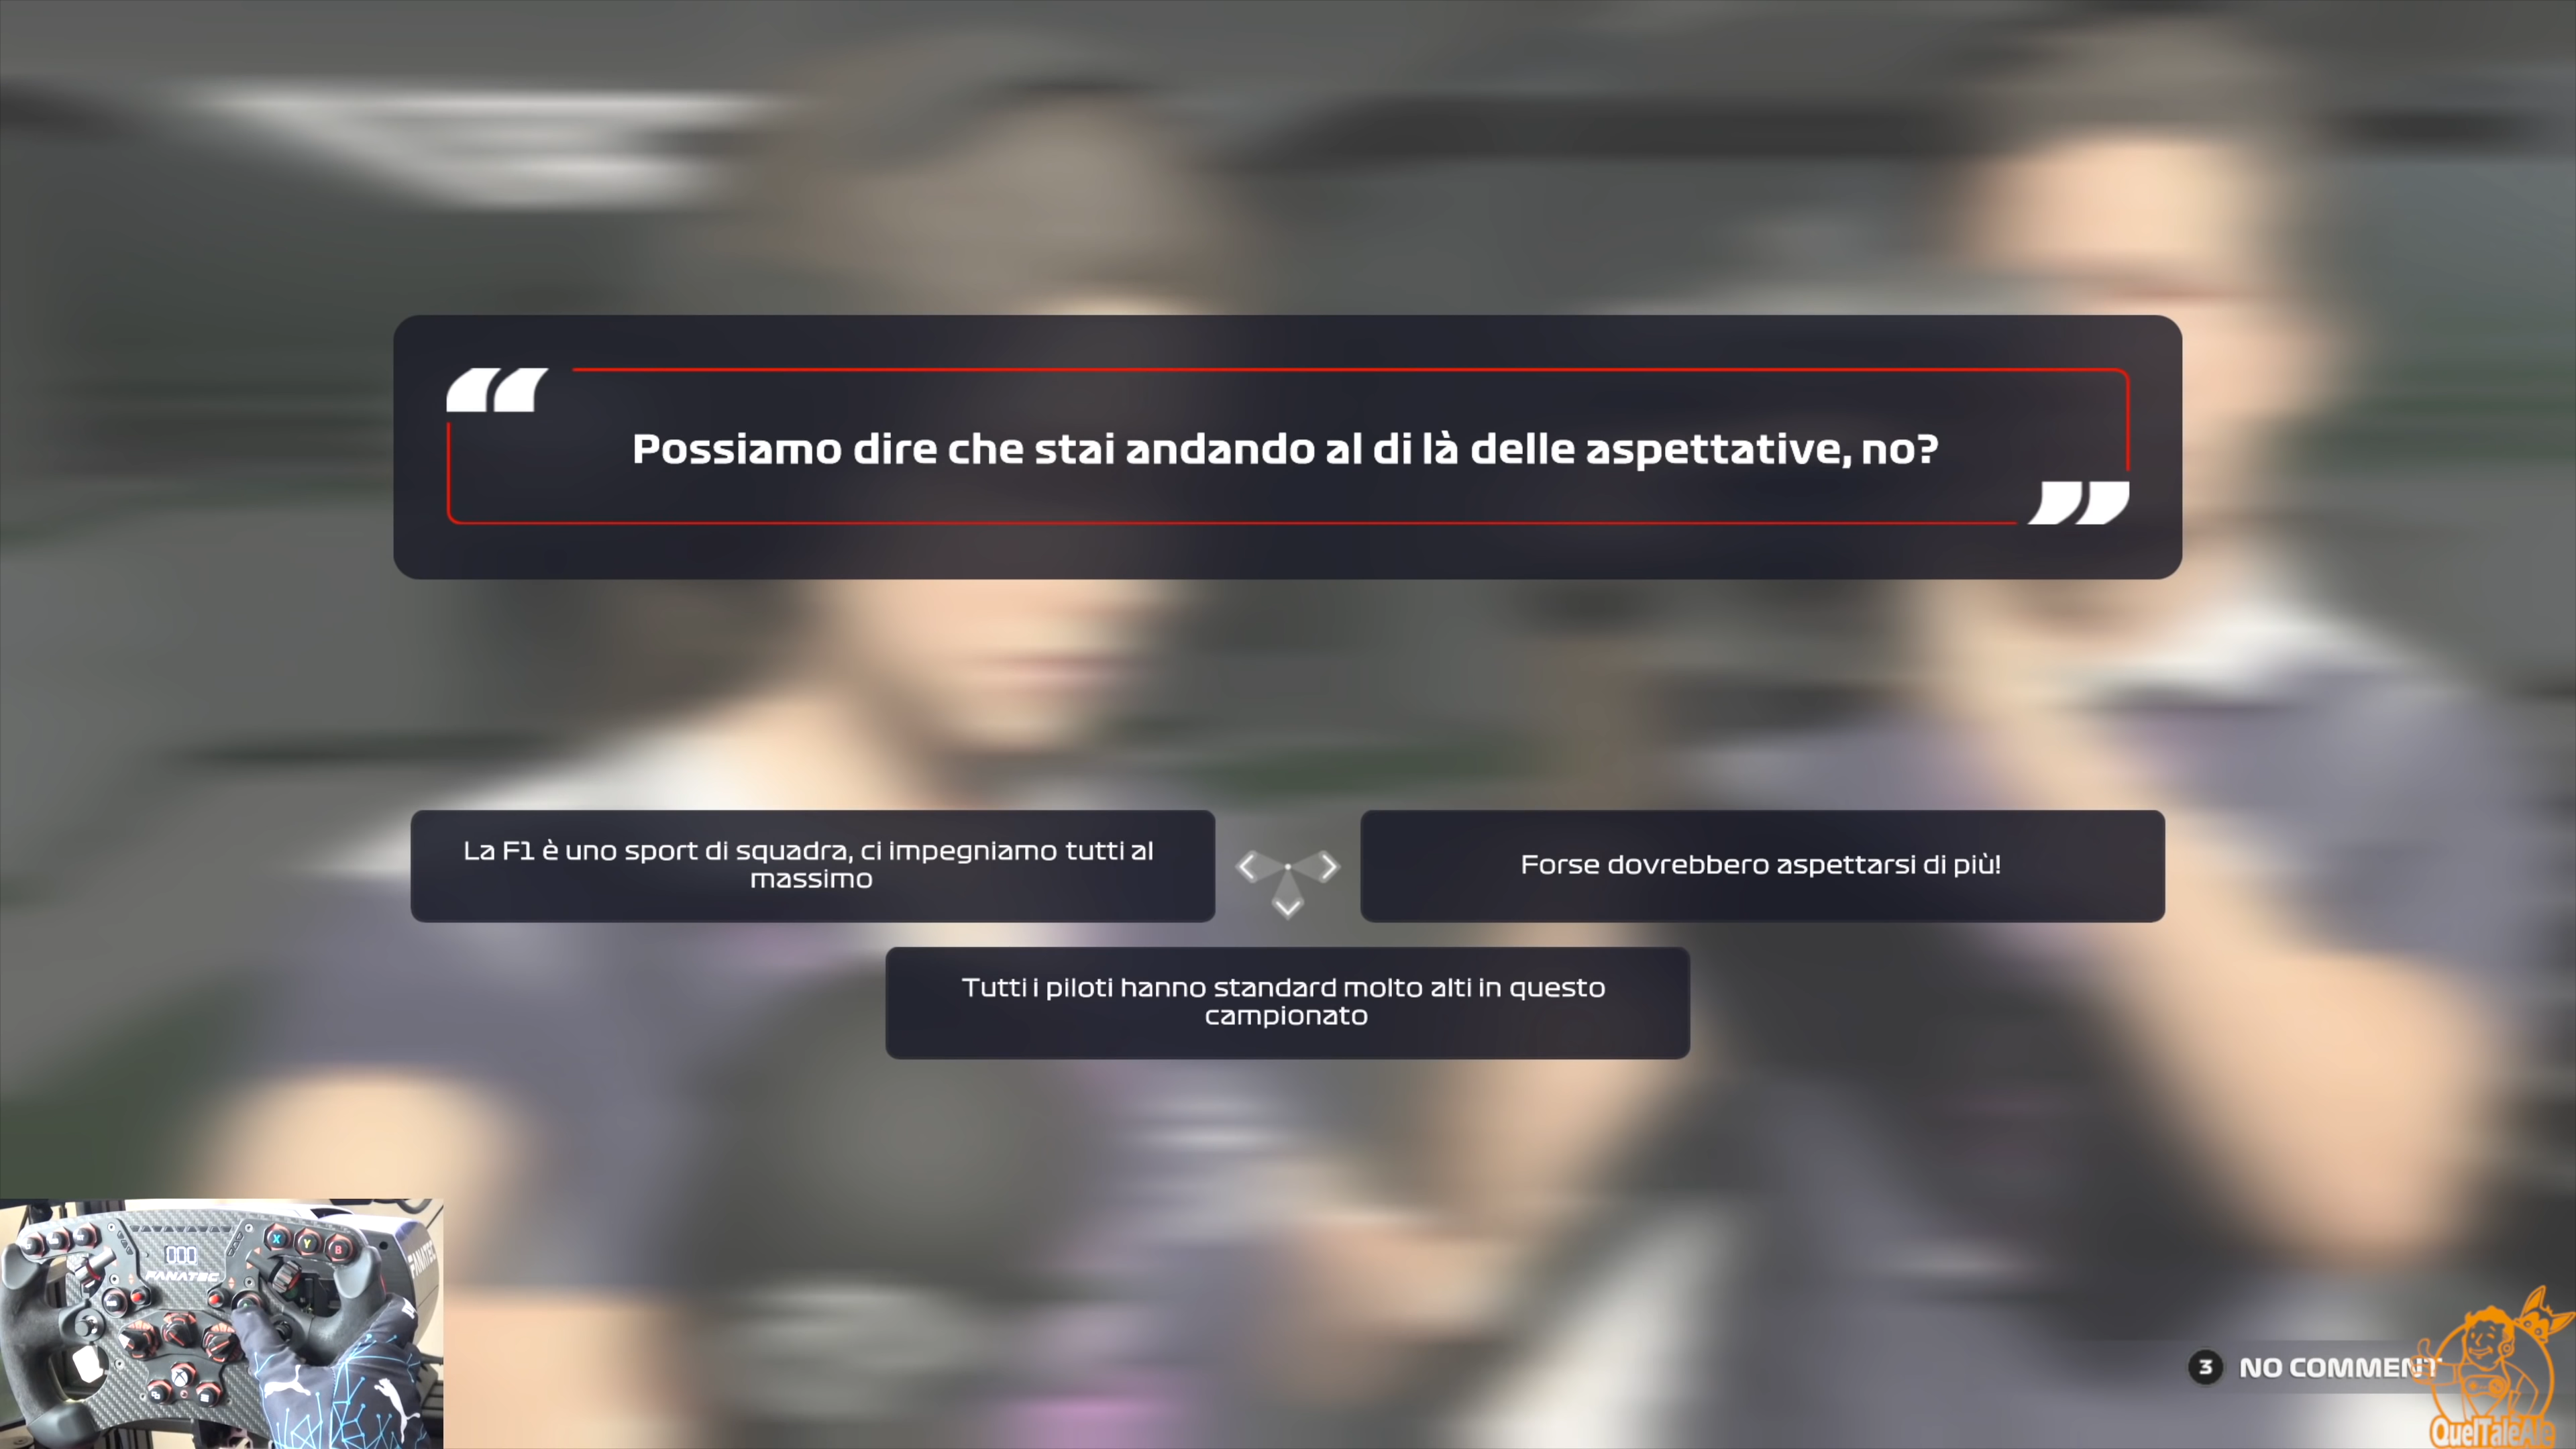 Possiamo dire che stai andando al di là delle aspettative, no?
La F1 è uno sport di squadra, ci impegniamo tutti al
massimo
Forse dovrebbero aspettarsi di più!
Tutti i piloti hanno standard molto alti in questo
campionato
X Y B
FANATEC
FANATEC
3 NO COMMENT
QuelTaleAle